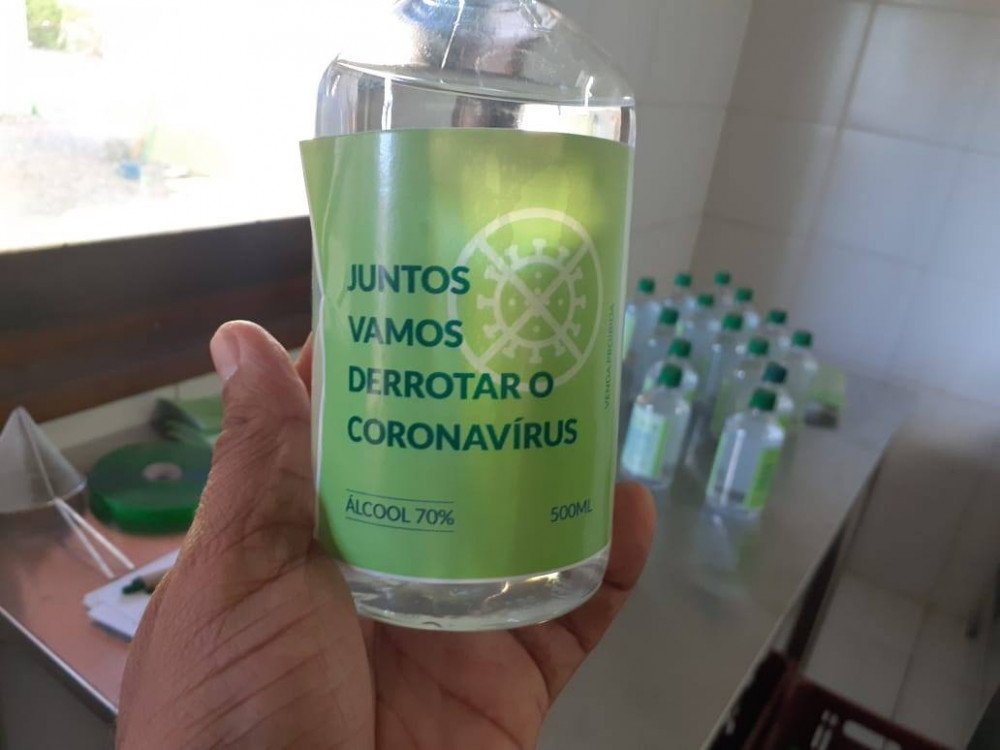 JUNTOS
VAMOS
DERROTAR O
CORONAVÍRUS
ÁLCOOL 70%
500ML
VENDA PROIBIDA